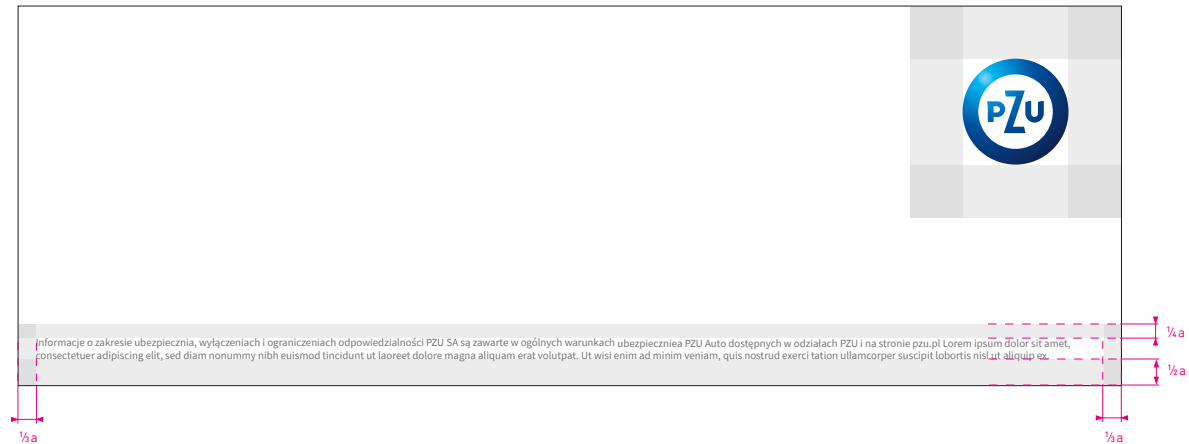 PZU
Informacje o zakresie ubezpiecznia, wyłączeniach i ograniczeniach odpowiedzialności PZU SA są zawarte w ogólnych warunkach ubezpieczniea PZU Auto dostępnych w odziałach PZU i na stronie pzu.pl Lorem ipsum dolor sit amet,
consectetuer adipiscing elit, sed diam nonummy nibh euismod tincidunt ut laoreet dolore magna aliquam erat volutpat. Ut wisi enim ad minim veniam, quis nostrud exerci tation ullamcorper suscipit lobortis nisl ut aliquip ex
¼a
½a
⅓a
⅓a